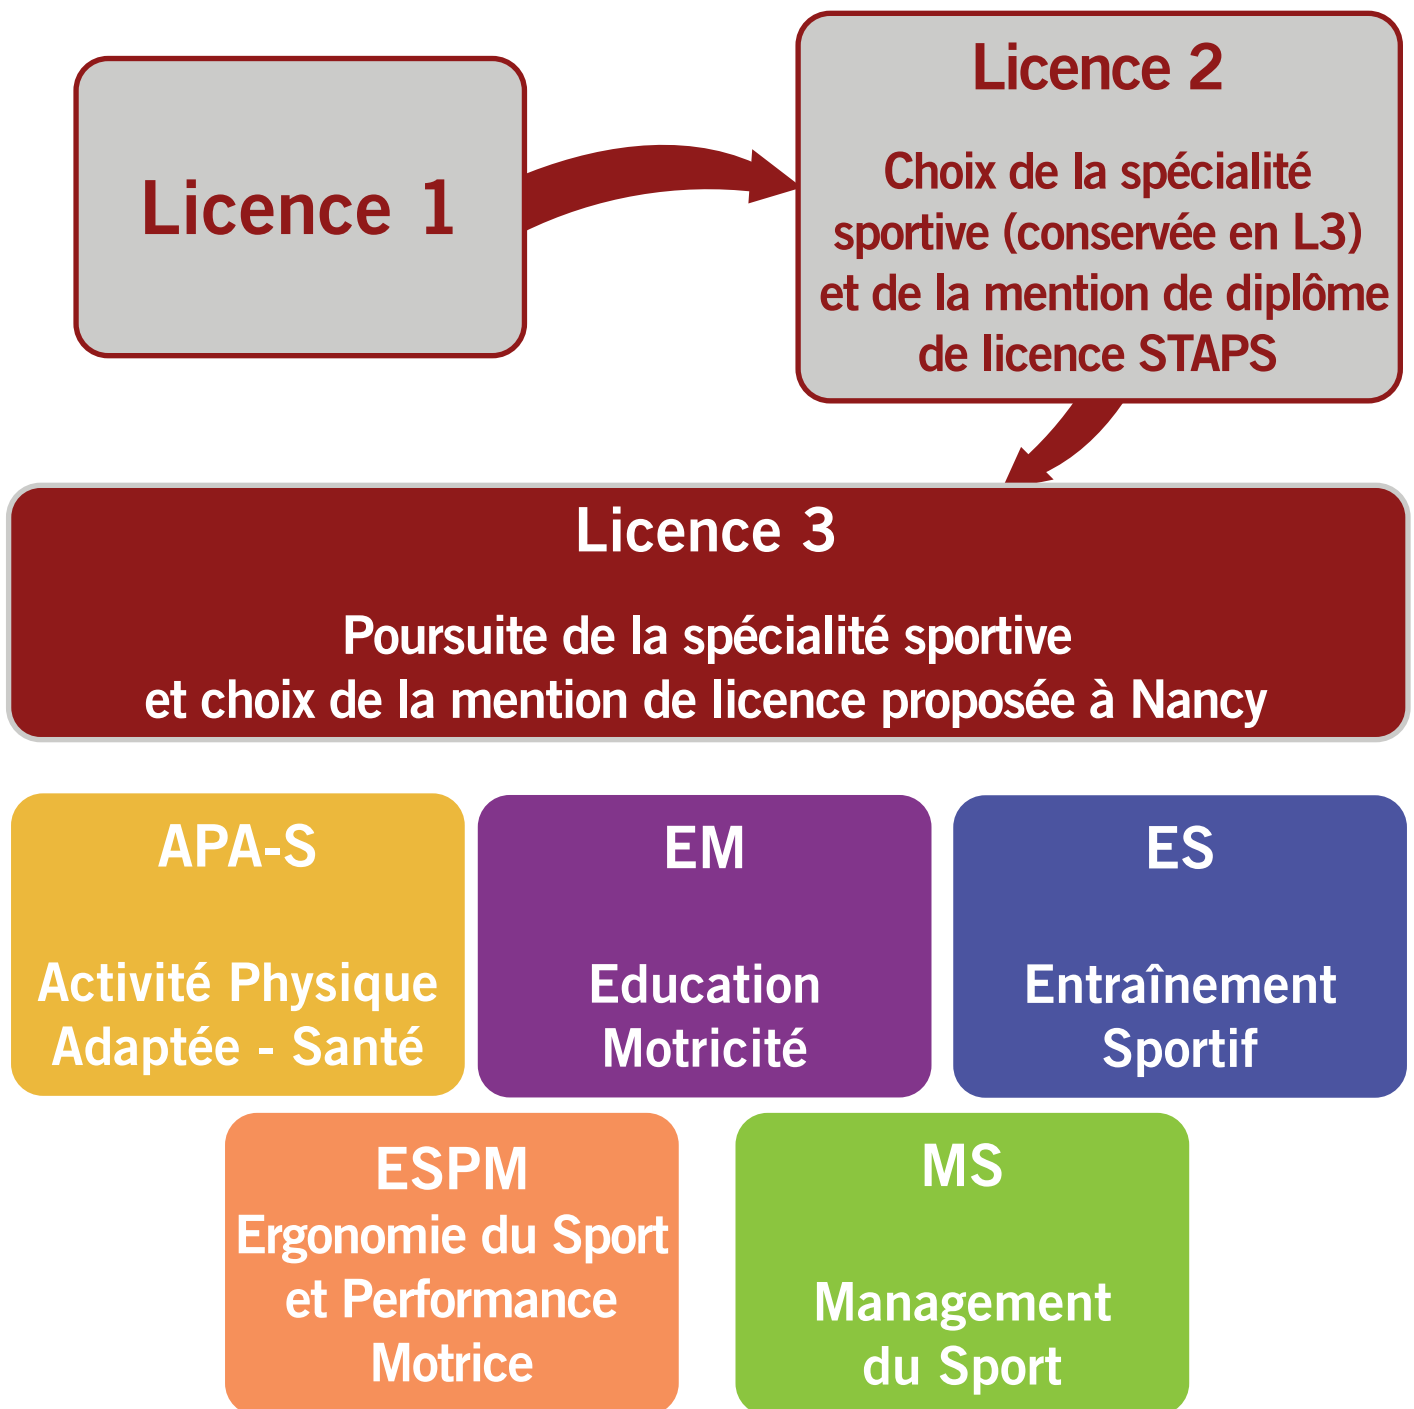 Licence 1
Licence 2
Choix de la spécialité
sportive (conservée en L3)
et de la mention de diplôme
de licence STAPS
Licence 3
Poursuite de la spécialité sportive
et choix de la mention de licence proposée à Nancy
APA-S
Activité Physique
Adaptée - Santé
EM
Education
Motricité
ES
Entraînement
Sportif
ESPM
Ergonomie du Sport
et Performance
Motrice
MS
Management
du Sport